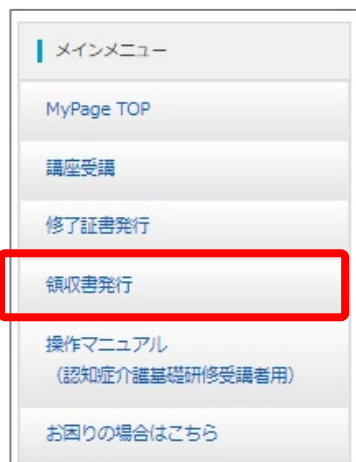 メインメニュー
MyPage TOP
講座受講
修了証書発行
領収書発行
操作マニュアル
（認知症介護基礎研修受講者用）
お困りの場合はこちら